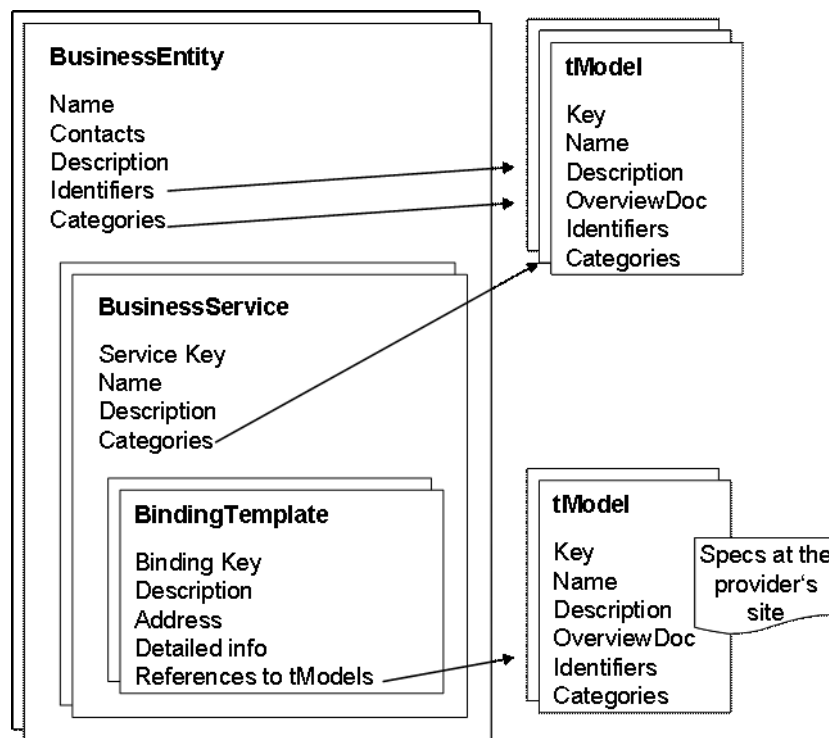 BusinessEntity
Name
Contacts
Description
Identifiers
Categories
BusinessService
Service Key
Name
Description
Categories
BindingTemplate
Binding Key
Description
Address
Detailed info
References to tModels
tModel
Key
Name
Description
OverviewDoc
Identifiers
Categories
tModel
Key
Name
Description
OverviewDoc
Identifiers
Categories
Specs at the
provider‘s
site